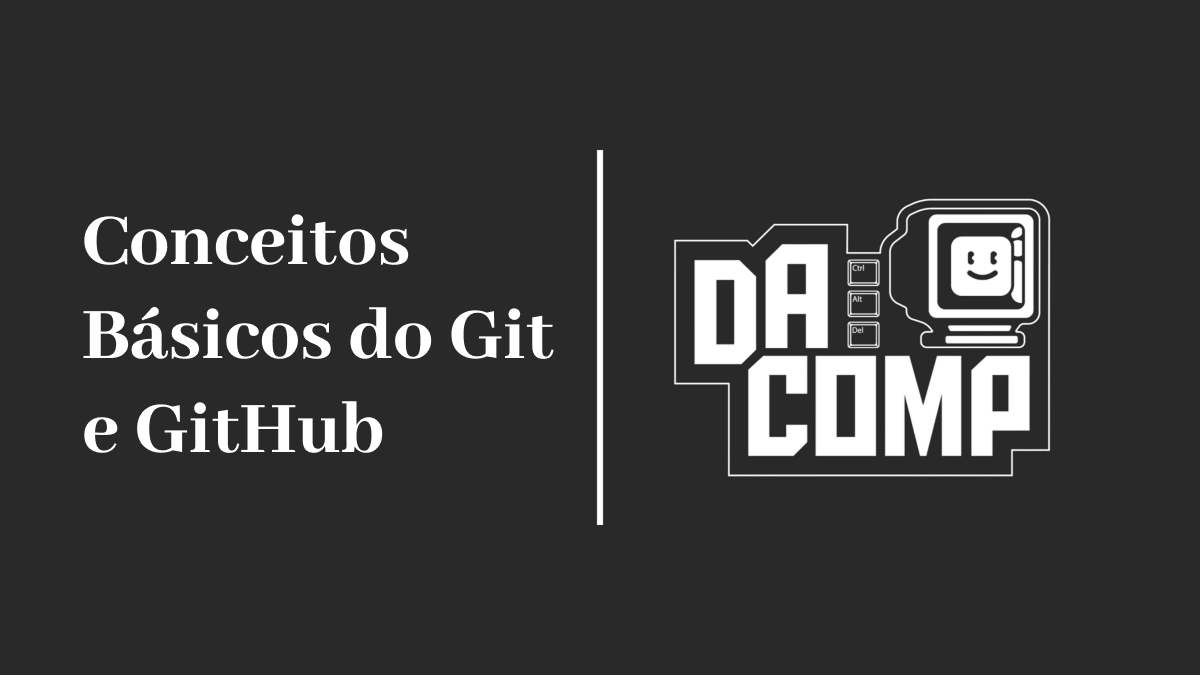 Conceitos
Básicos do Git
e GitHub
DA
Ctrl
Alt
Del
COMP